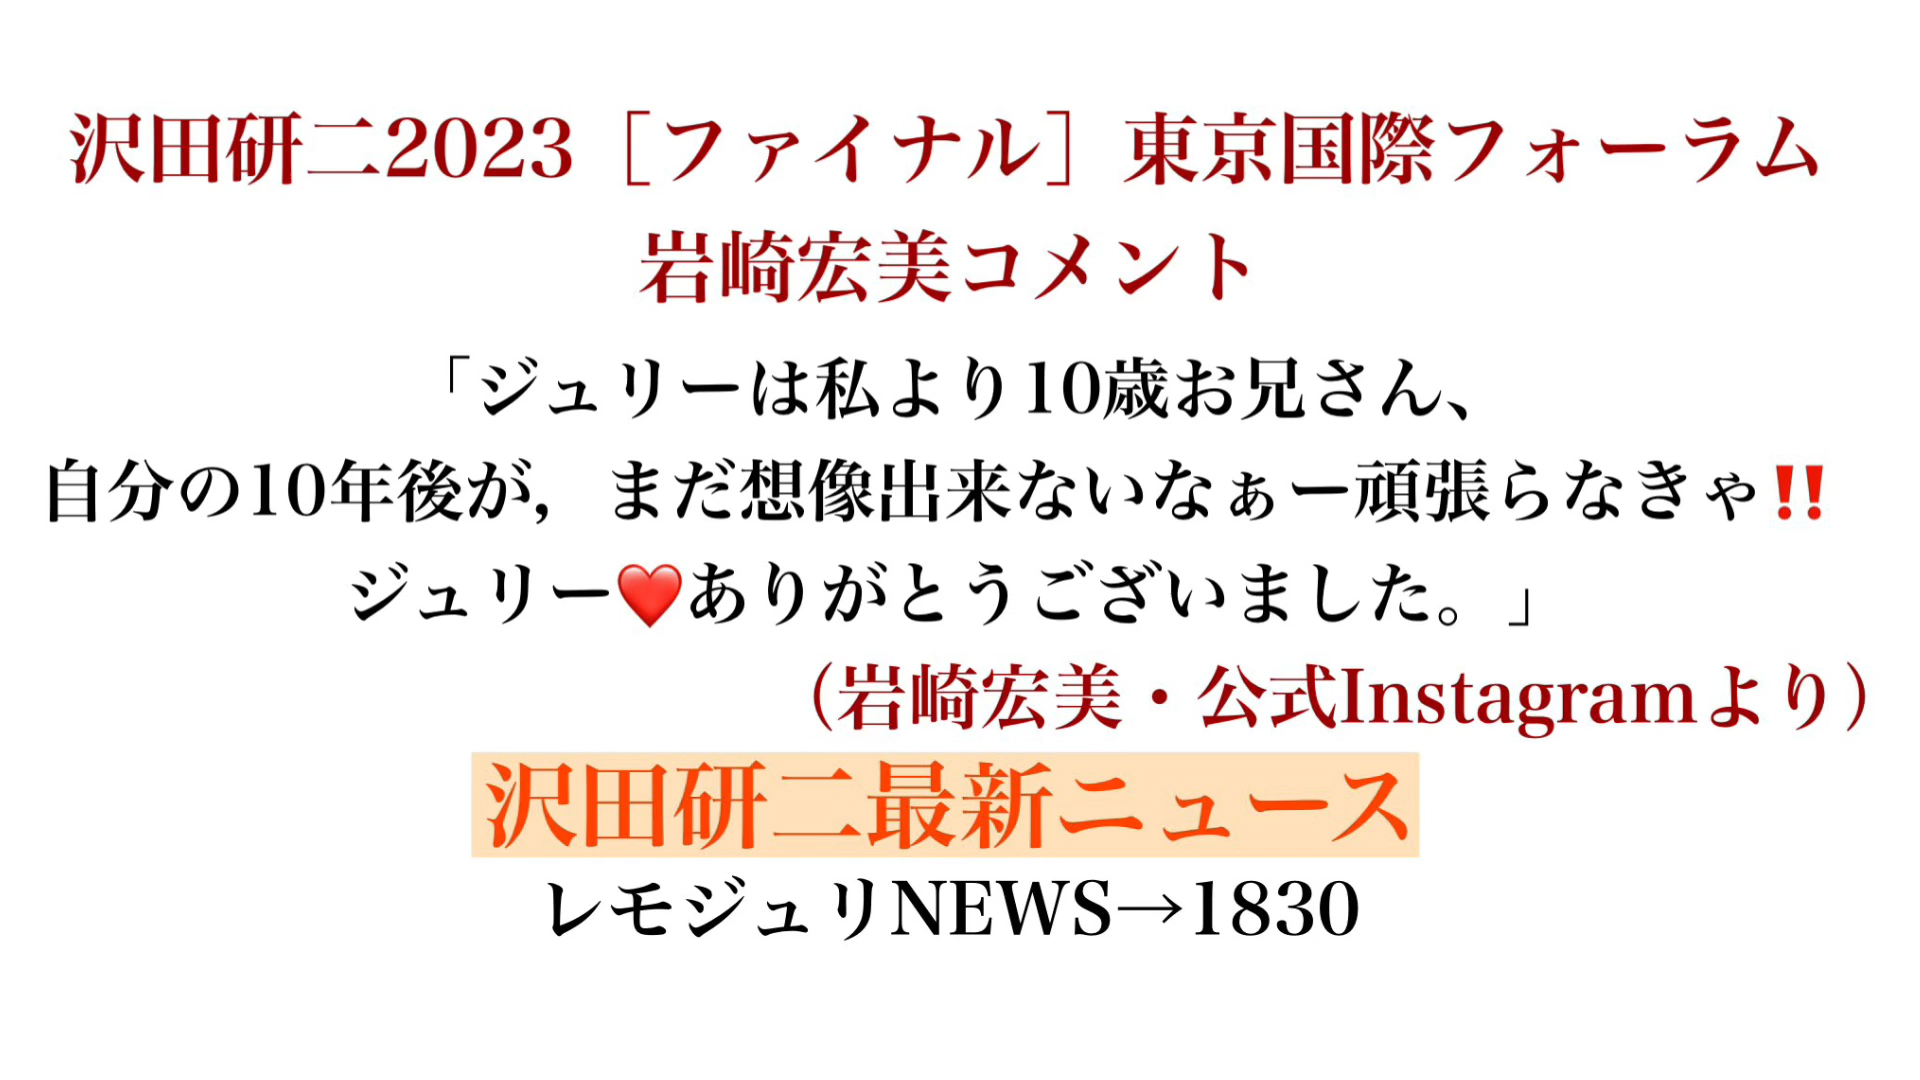 沢田研二2023［ファイナル］東京国際フォーラム
岩崎宏美コメント
「ジュリーは私より10歳お兄さん、
自分の10年後が，まだ想像出来ないなぁー頑張らなきゃ‼️
ジュリー❤️ありがとうございました。」
（岩崎宏美・公式Instagramより）
沢田研二最新ニュース
レモジュリNEWS→1830